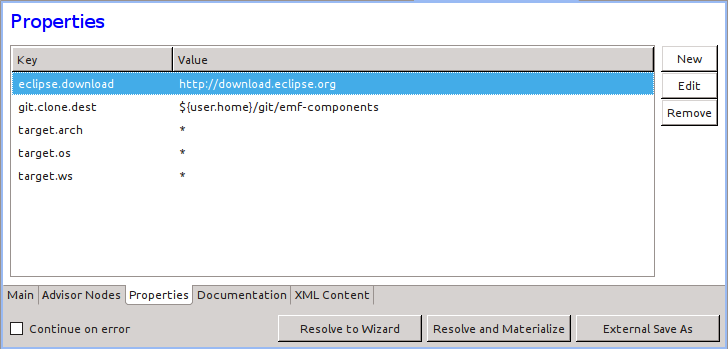 Properties
Key Value
eclipse.download http://download.eclipse.org
git.clone.dest ${user.home}/git/emf-components
target.arch *
target.os *
target.ws *
New
Edit
Remove
Main Advisor Nodes Properties Documentation XML Content
Continue on error Resolve to Wizard Resolve and Materialize External Save As